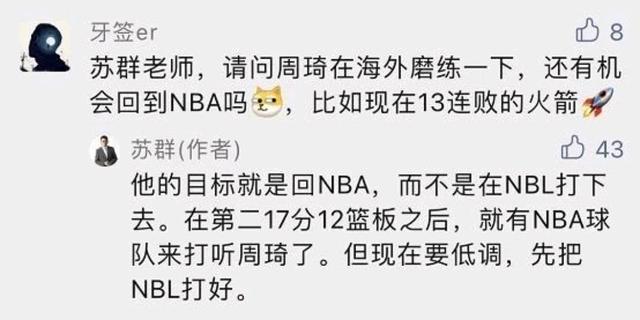 牙签er
8
苏群老师，请问周琦在海外磨练一下，还有机
会回到NBA吗，比如现在13连败的火箭
苏群(作者)
43
他的目标就是回NBA，而不是在NBL打下
去。在第二17分12篮板之后，就有NBA球
队来打听周琦了。但现在要低调，先把
NBL打好。